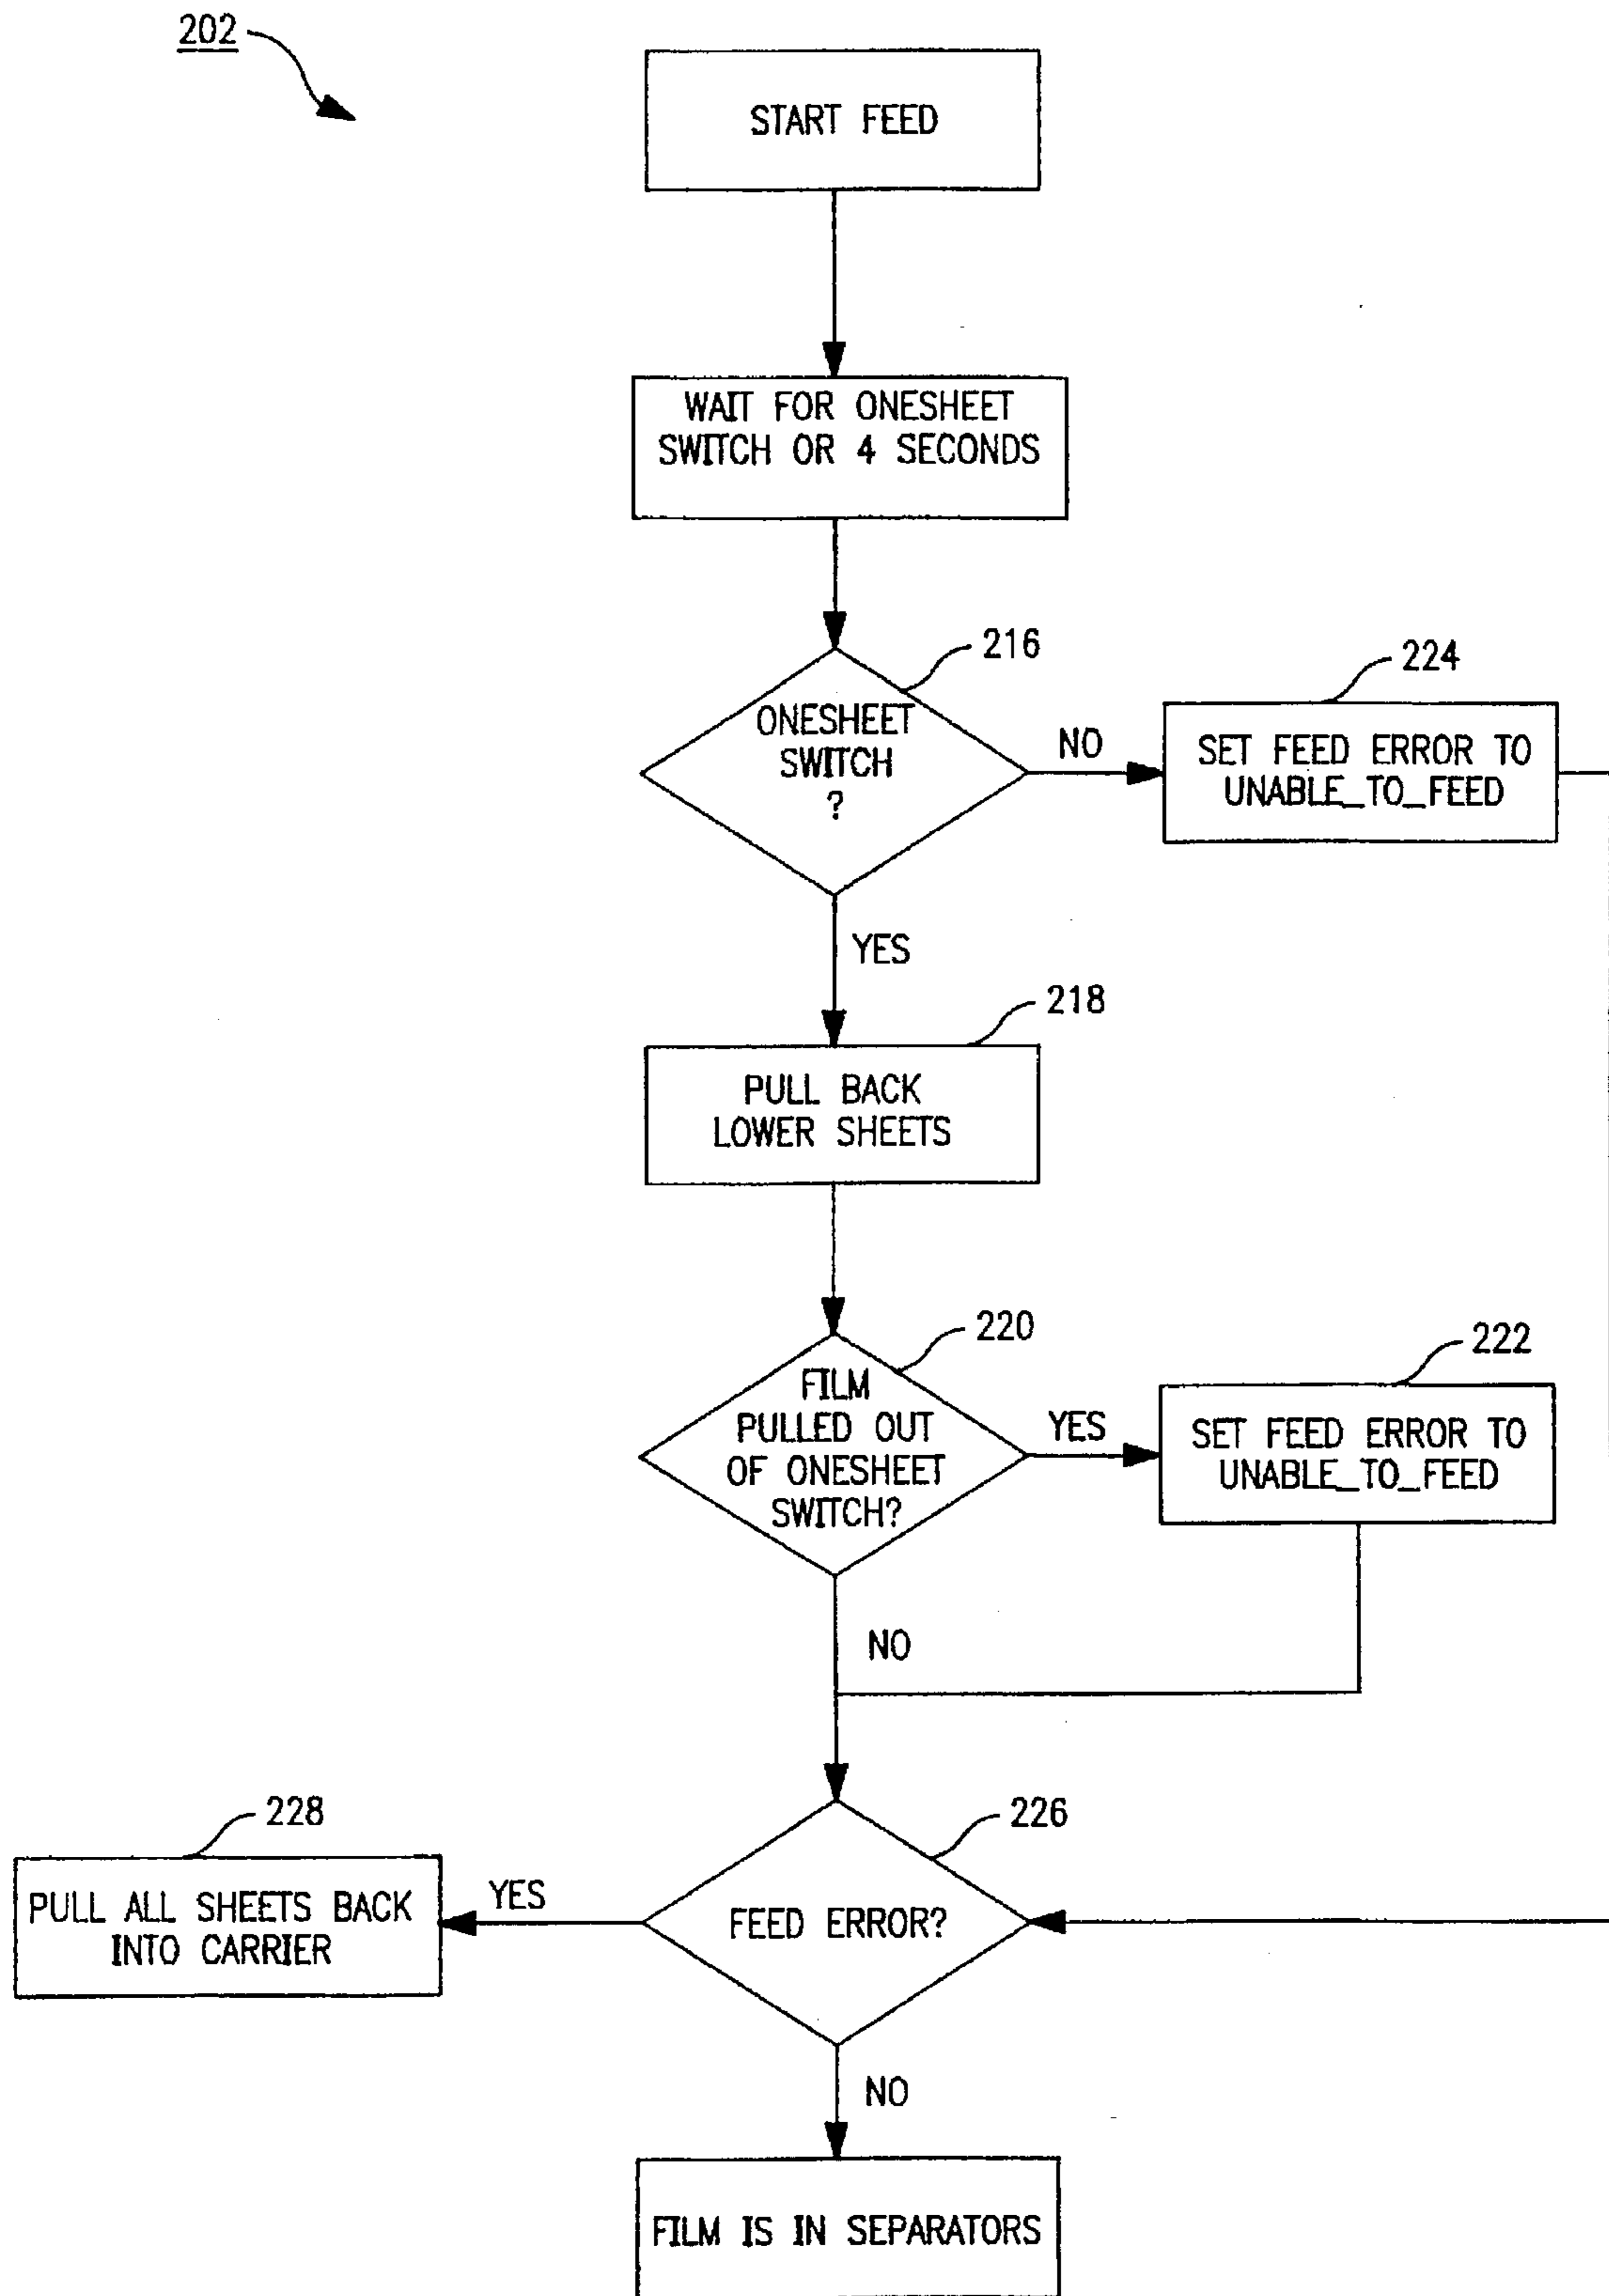 202
START FEED
WAIT FOR ONESHEET
SWITCH OR 4 SECONDS
216
ONESHEET
SWITCH
?
NO
224
SET FEED ERROR TO
UNABLE_TO_FEED
YES
218
PULL BACK
LOWER SHEETS
220
FILM
PULLED OUT
OF ONESHEET
SWITCH?
YES
222
SET FEED ERROR TO
UNABLE_TO_FEED
NO
228
PULL ALL SHEETS BACK
INTO CARRIER
YES
226
FEED ERROR?
NO
FILM IS IN SEPARATORS